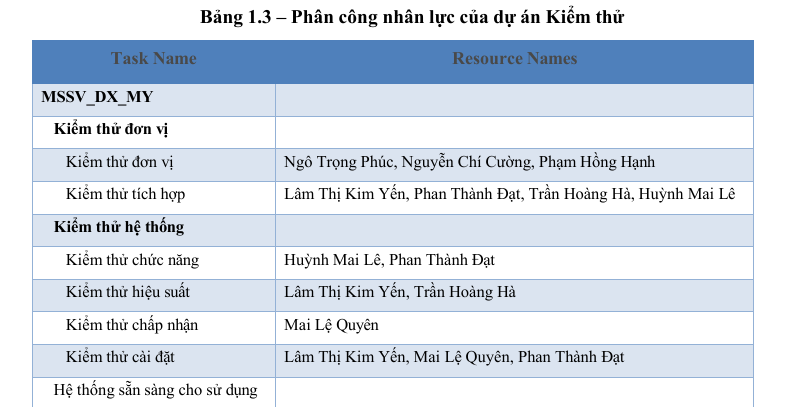 Bảng 1.3 – Phân công nhân lực của dự án Kiểm thử
Task Name Resource Names
MSSV_DX_MY
Kiểm thử đơn vị
Kiểm thử đơn vị Ngô Trọng Phúc, Nguyễn Chí Cường, Phạm Hồng Hạnh
Kiểm thử tích hợp Lâm Thị Kim Yến, Phan Thành Đạt, Trần Hoàng Hà, Huỳnh Mai Lê
Kiểm thử hệ thống
Kiểm thử chức năng Huỳnh Mai Lê, Phan Thành Đạt
Kiểm thử hiệu suất Lâm Thị Kim Yến, Trần Hoàng Hà
Kiểm thử chấp nhận Mai Lệ Quyên
Kiểm thử cài đặt Lâm Thị Kim Yến, Mai Lệ Quyên, Phan Thành Đạt
Hệ thống sẵn sàng cho sử dụng